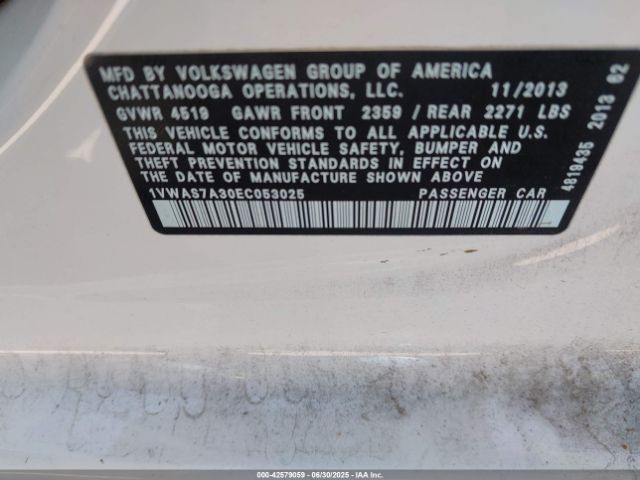 MFD BY VOLKSWAGEN GROUP OF AMERICA
CHATTANOOGA OPERATIONS, LLC. 11/2013
GVWR 4519 GAWR FRONT 2359 / REAR 2271 LBS
THIS VEHICLE CONFORMS TO ALL APPLICABLE U.S.
FEDERAL MOTOR VEHICLE SAFETY, BUMPER AND
THEFT PREVENTION STANDARDS IN EFFECT ON
THE DATE OF MANUFACTURE SHOWN ABOVE
1VWAS7A30EC053025 PASSENGER CAR
4819435 2013 62
000-42579059 | 06/30/2025 | IAA Inc.